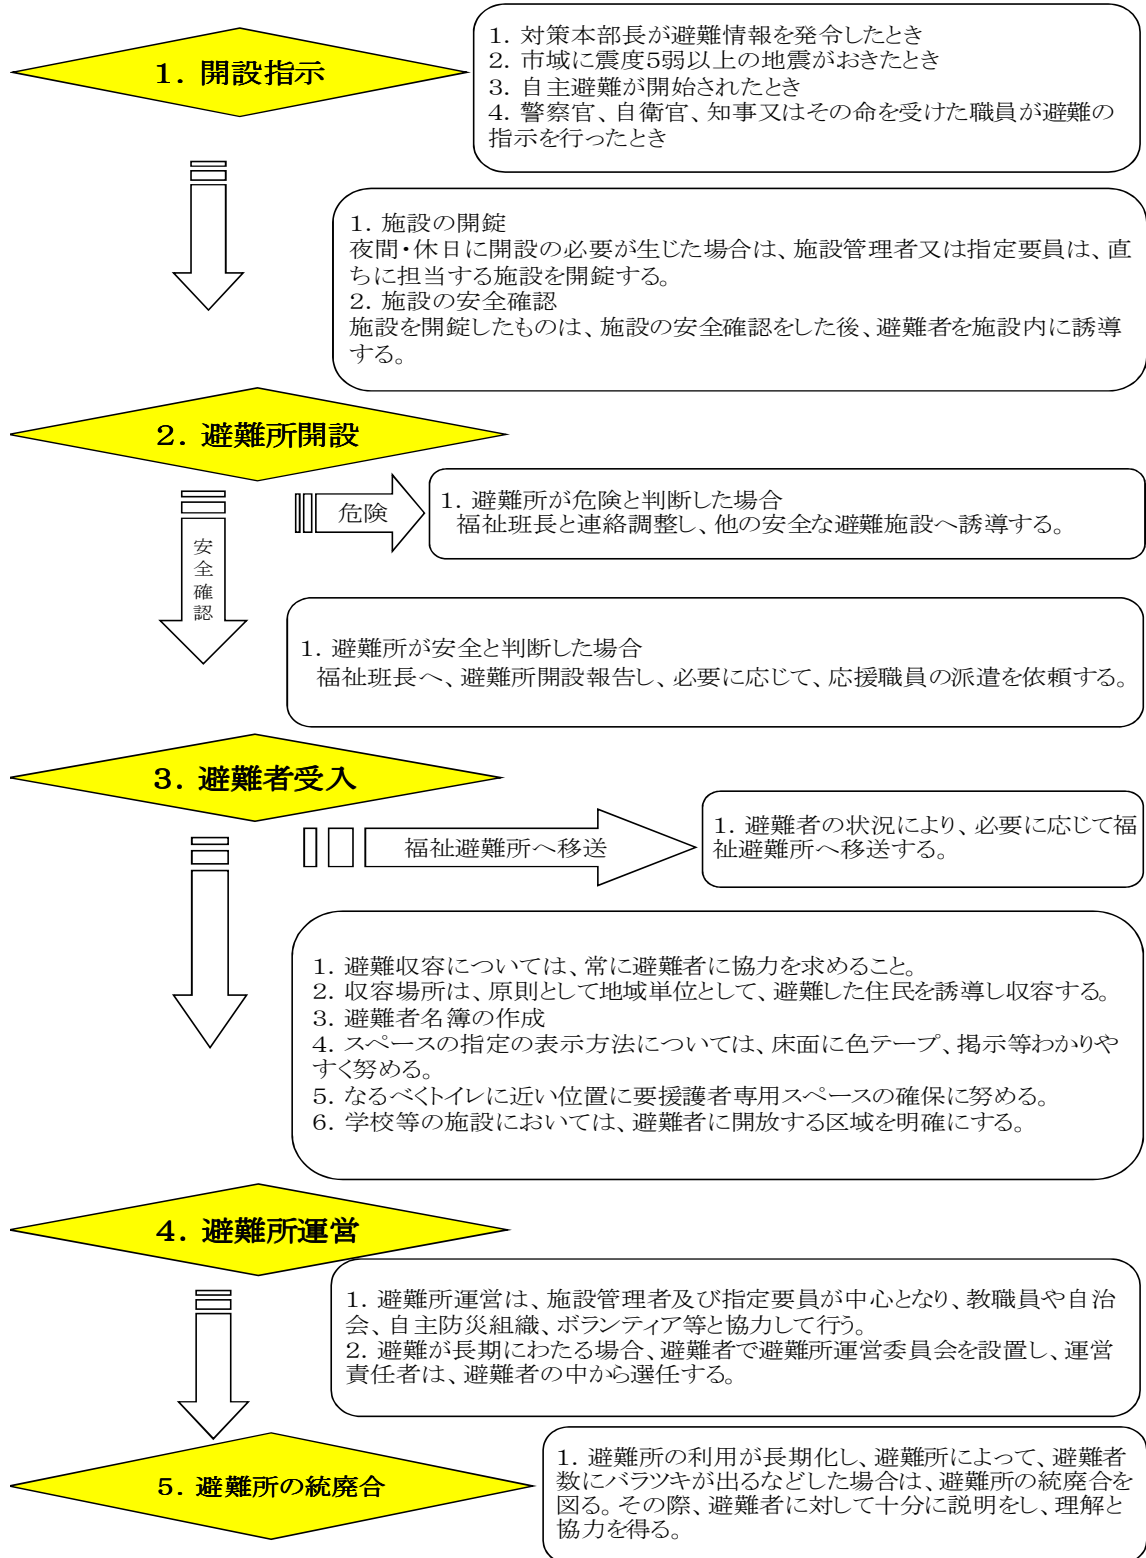 1．開設指示
1．対策本部長が避難情報を発令したとき
2．市域に震度5弱以上の地震がおきたとき
3．自主避難が開始されたとき
4．警察官、自衛官、知事又はその命を受けた職員が避難の
指示を行ったとき
1．施設の開錠
夜間・休日に開設の必要が生じた場合は、施設管理者又は指定要員は、直
ちに担当する施設を開錠する。
2．施設の安全確認
施設を開錠したものは、施設の安全確認をした後、避難者を施設内に誘導
する。
2．避難所開設
危険
1．避難所が危険と判断した場合
福祉班長と連絡調整し、他の安全な避難施設へ誘導する。
安全確認
1．避難所が安全と判断した場合
福祉班長へ、避難所開設報告し、必要に応じて、応援職員の派遣を依頼する。
3．避難者受入
福祉避難所へ移送
1．避難者の状況により、必要に応じて福
祉避難所へ移送する。
1．避難収容については、常に避難者に協力を求めること。
2．収容場所は、原則として地域単位として、避難した住民を誘導し収容する。
3．避難者名簿の作成
4．スペースの指定の表示方法については、床面に色テープ、掲示等わかりや
すく努める。
5．なるべくトイレに近い位置に要援護者専用スペースの確保に努める。
6．学校等の施設においては、避難者に開放する区域を明確にする。
4．避難所運営
1．避難所運営は、施設管理者及び指定要員が中心となり、教職員や自治
会、自主防災組織、ボランティア等と協力して行う。
2．避難が長期にわたる場合、避難者で避難所運営委員会を設置し、運営
責任者は、避難者の中から選任する。
5．避難所の統廃合
1．避難所の利用が長期化し、避難所によって、避難者
数にバラツキが出るなどした場合は、避難所の統廃合を
図る。その際、避難者に対して十分に説明をし、理解と
協力を得る。